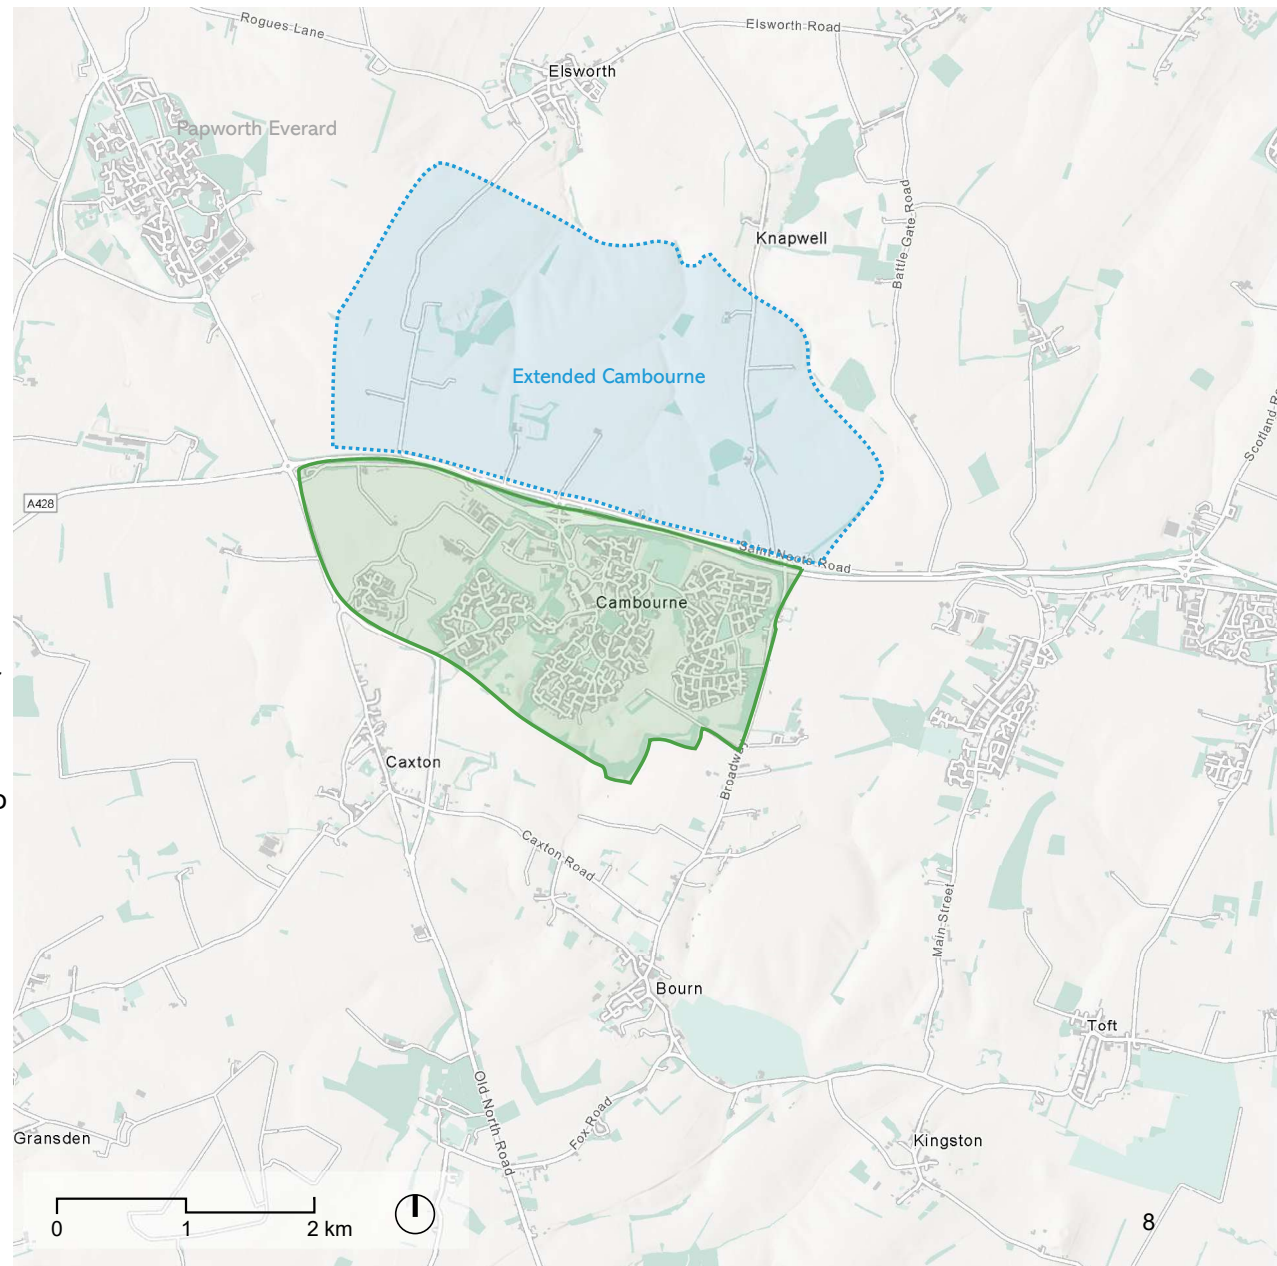 Rogues Lane
Elsworth Road
Elsworth
Papworth Everard
Battle Gate Road
Knapwell
Extended Cambourne
A428
Saint Neots Road
Cambourne
Caxton
Broadway
Caxton Road
Main Street
Bourn
Toft
Old North Road
Fox Road
Gransden
Kingston
0 1 2 km
8